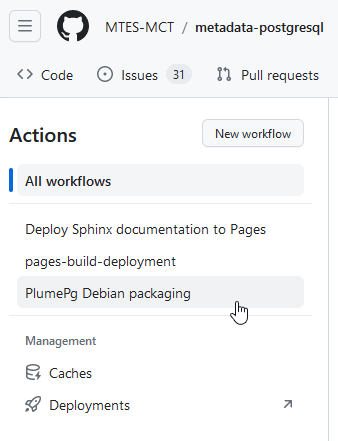 MTES-MCT / metadata-postgresql
Code Issues 31 Pull requests
Actions New workflow
All workflows
Deploy Sphinx documentation to Pages
pages-build-deployment
PlumePg Debian packaging
Management
Caches
Deployments